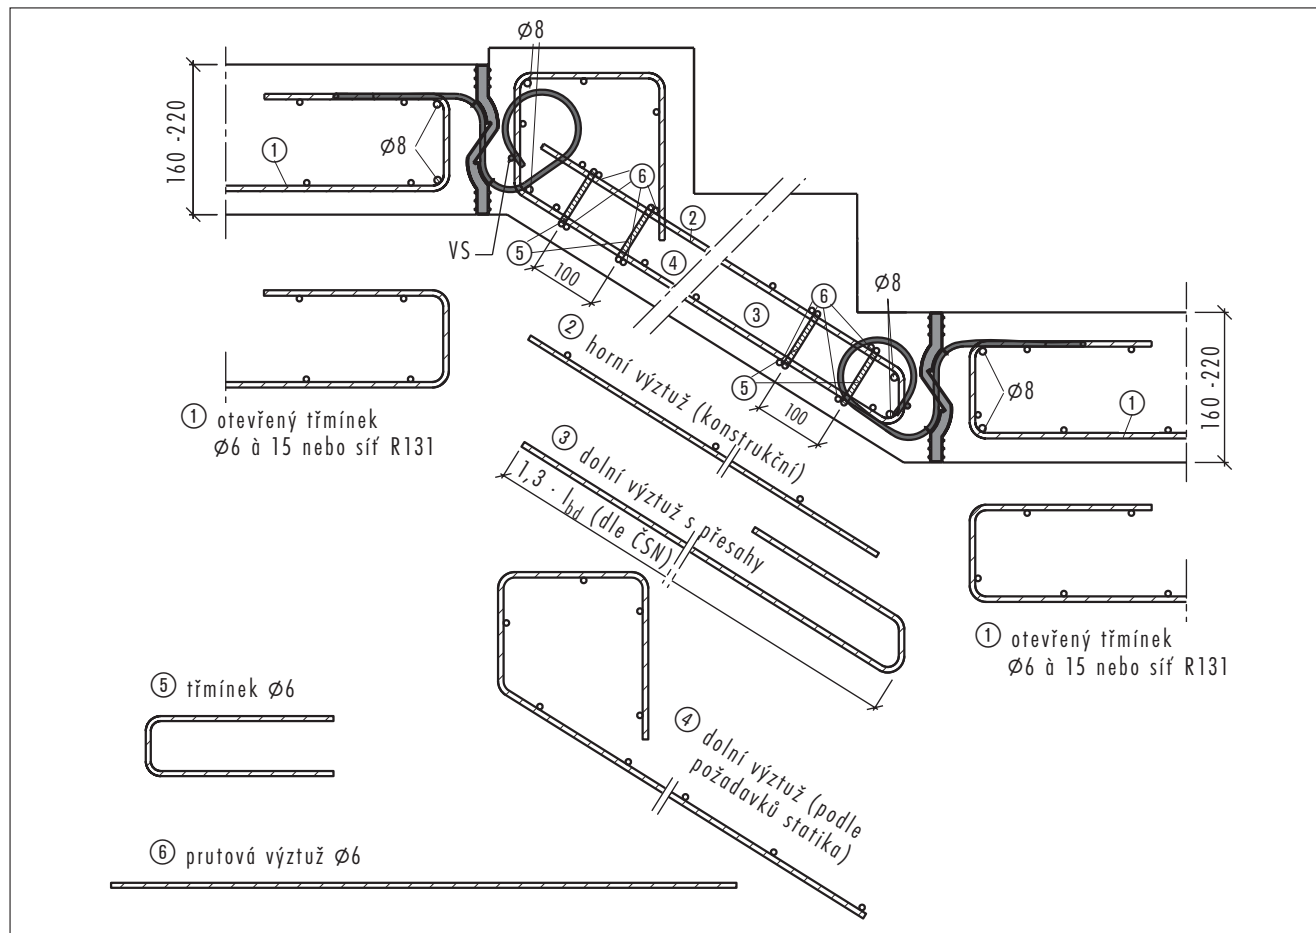 Ø8
160 -220
①
Ø8
⑥
②
VS
⑤
④
100
⑥
Ø8
③
⑤
100
Ø8
①
160 -220
① otevřený třmínek
Ø6 à 15 nebo síť R131
② horní výztuž (konstrukční)
③ dolní výztuž s přesahy
1,3 · lbd (dle ČSN)
① otevřený třmínek
Ø6 à 15 nebo síť R131
⑤ třmínek Ø6
④ dolní výztuž (podle
požadavků statika)
⑥ prutová výztuž Ø6